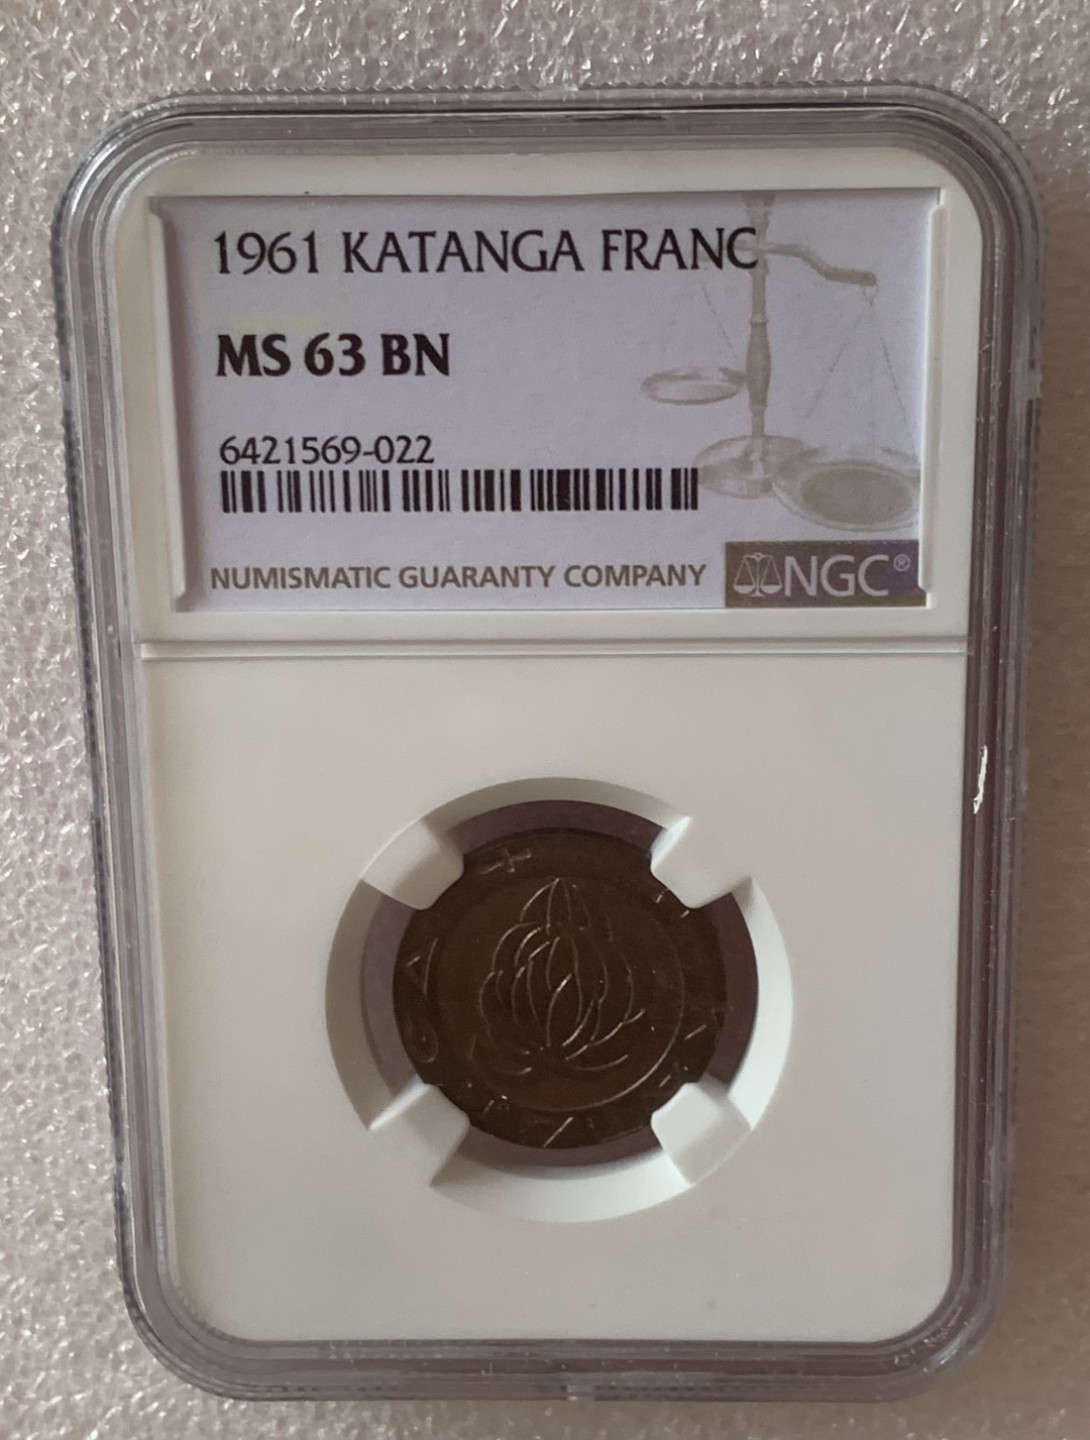 1961 KATANGA FRANC
MS 63 BN
6421569-022
NUMISMATIC GUARANTY COMPANY NGC®